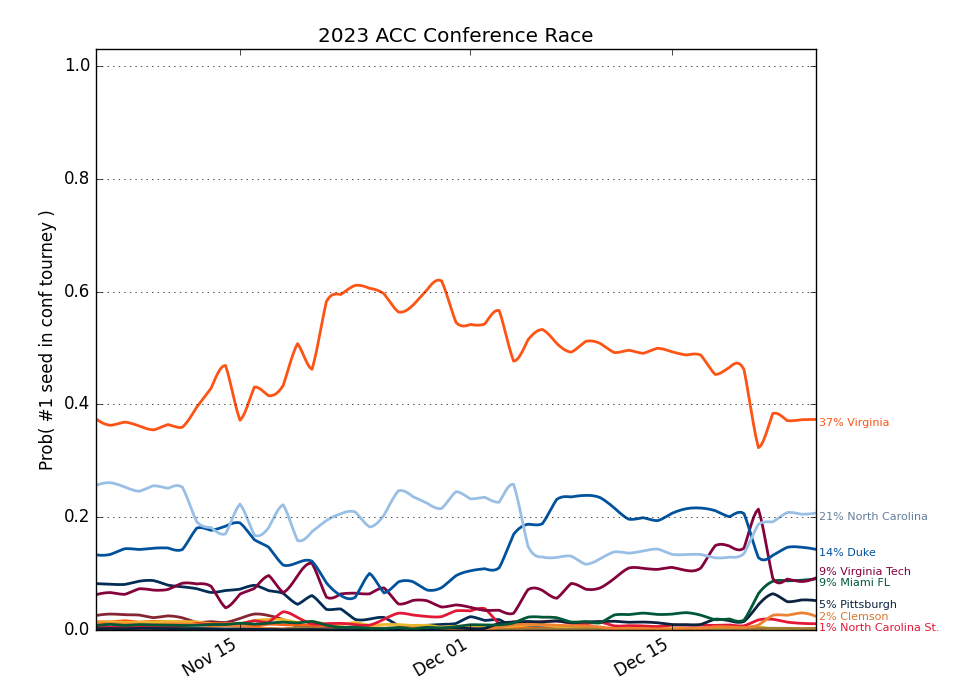 2023 ACC Conference Race
Prob( #1 seed in conf tourney )
1.0
0.8
0.6
0.4
0.2
0.0
Nov 15
Dec 01
Dec 15
37% Virginia
21% North Carolina
14% Duke
9% Virginia Tech
9% Miami FL
5% Pittsburgh
2% Clemson
1% North Carolina St.